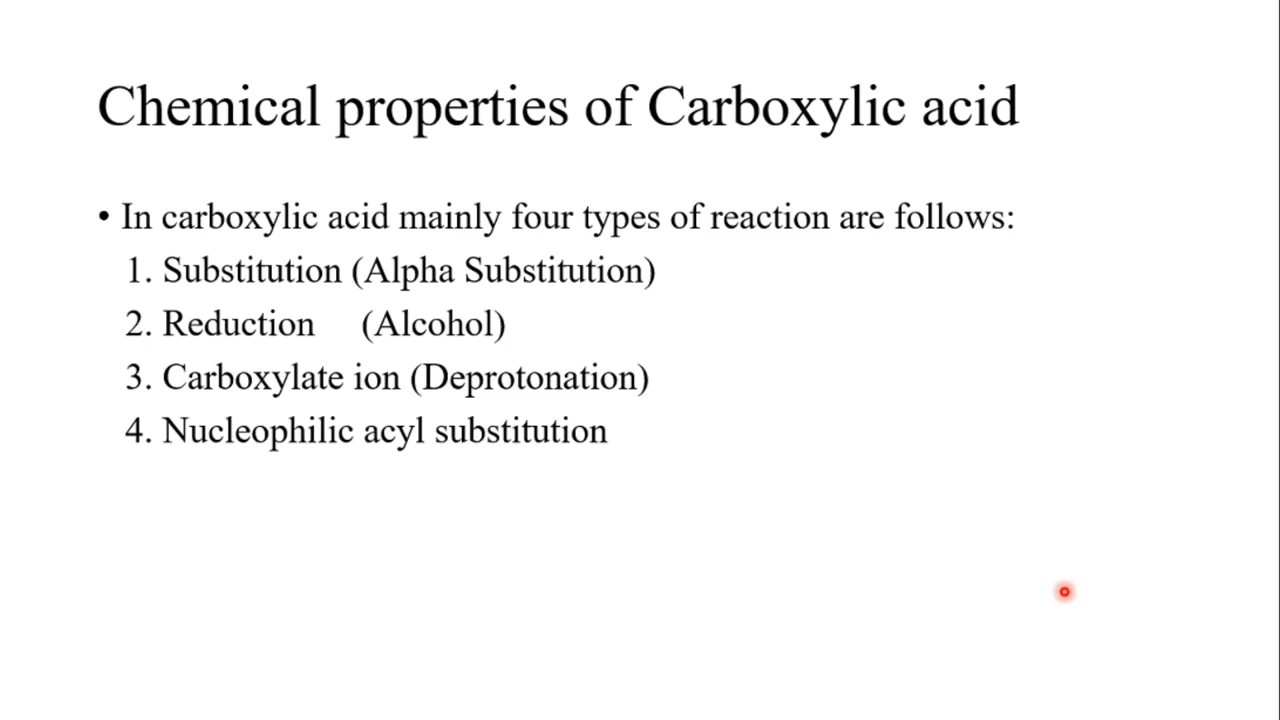 Chemical properties of Carboxylic acid
• In carboxylic acid mainly four types of reaction are follows:
1. Substitution (Alpha Substitution)
2. Reduction (Alcohol)
3. Carboxylate ion (Deprotonation)
4. Nucleophilic acyl substitution